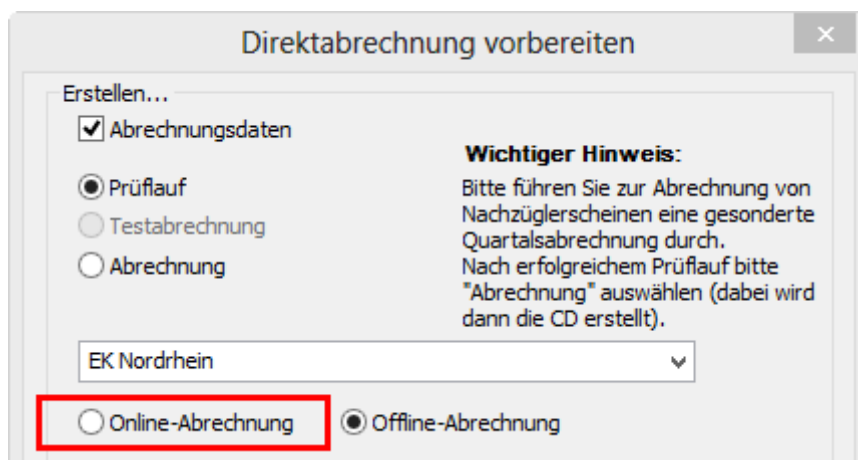 Direktabrechnung vorbereiten
Erstellen...
Abrechnungsdaten
Prüflauf
Testabrechnung
Abrechnung
Wichtiger Hinweis:
Bitte führen Sie zur Abrechnung von
Nachzüglerscheinen eine gesonderte
Quartalsabrechnung durch.
Nach erfolgreichem Prüflauf bitte
"Abrechnung" auswählen (dabei wird
dann die CD erstellt).
EK Nordrhein
Online-Abrechnung
Offline-Abrechnung